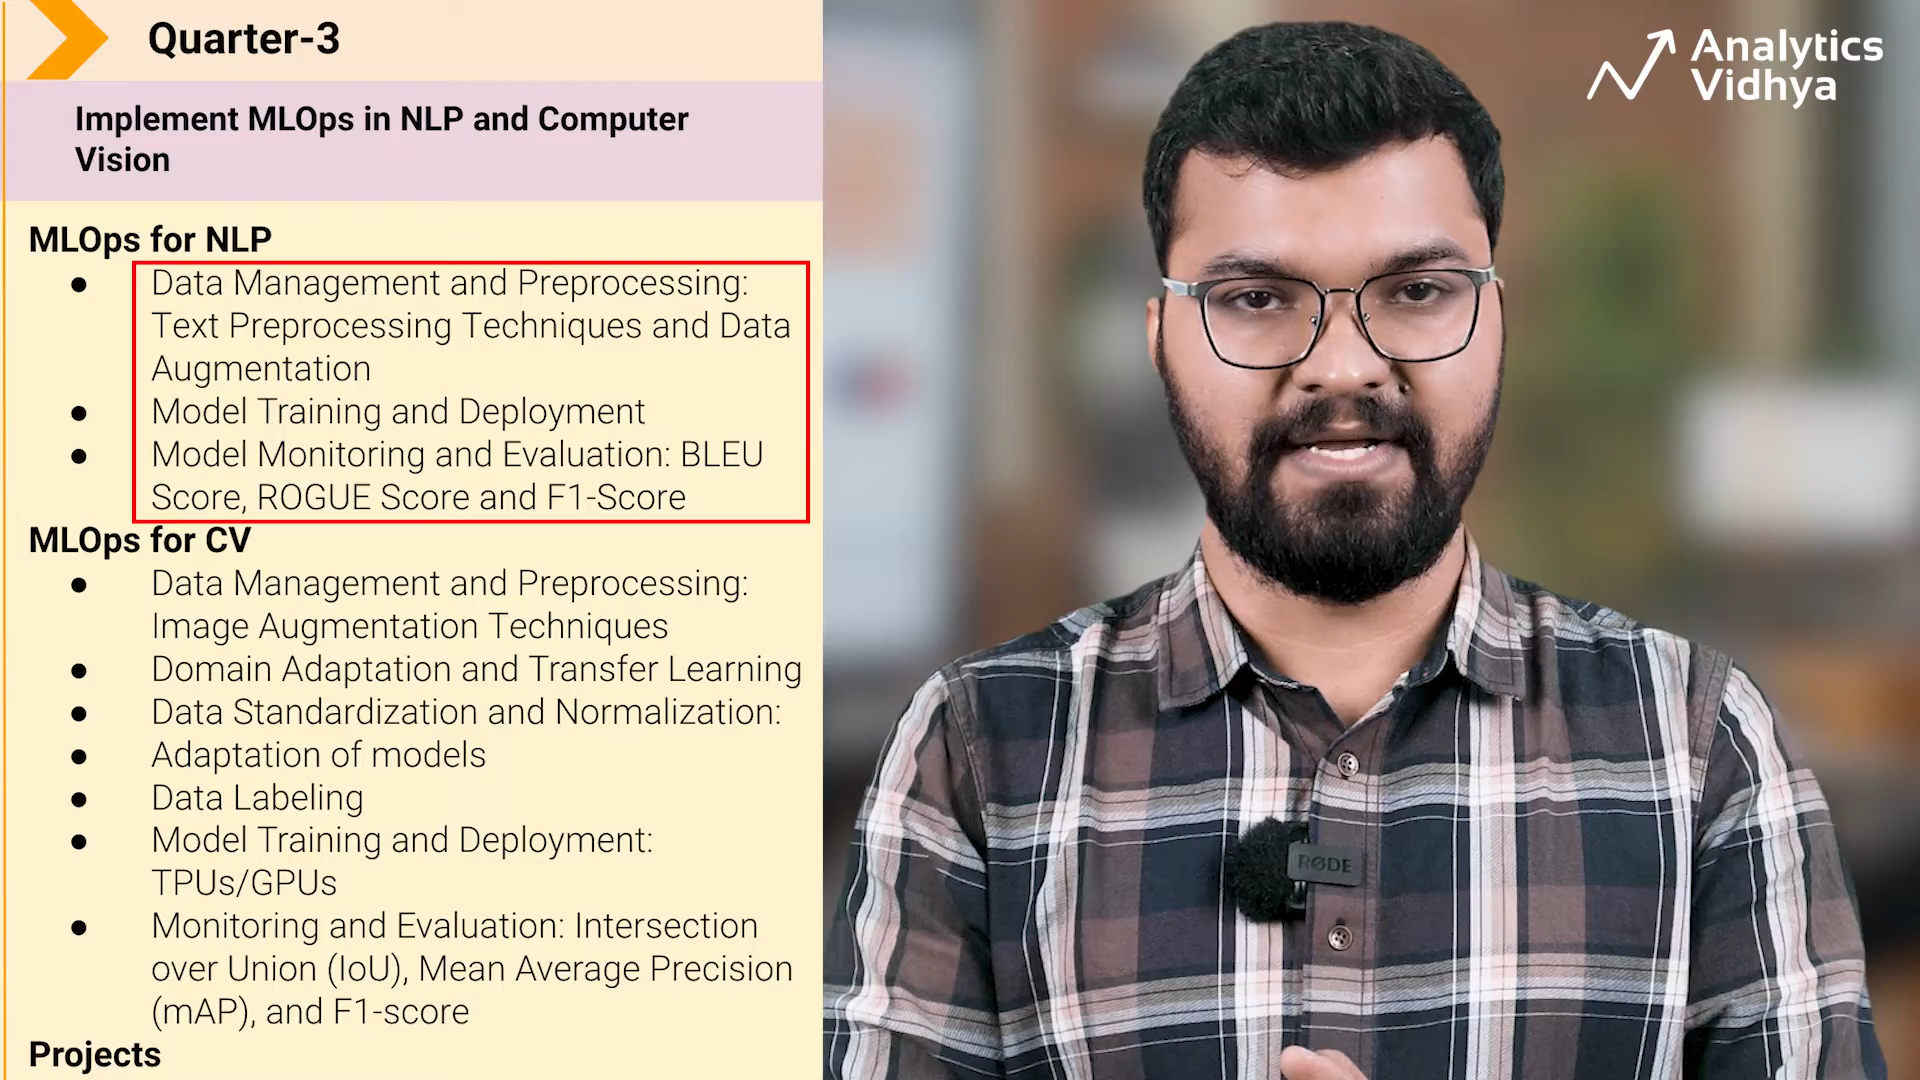 Quarter-3
Implement MLOps in NLP and Computer
Vision
MLOps for NLP
● Data Management and Preprocessing:
Text Preprocessing Techniques and Data
Augmentation
● Model Training and Deployment
● Model Monitoring and Evaluation: BLEU
Score, ROGUE Score and F1-Score
MLOps for CV
● Data Management and Preprocessing:
Image Augmentation Techniques
● Domain Adaptation and Transfer Learning
● Data Standardization and Normalization:
● Adaptation of models
● Data Labeling
● Model Training and Deployment:
TPUs/GPUs
● Monitoring and Evaluation: Intersection
over Union (IoU), Mean Average Precision
(mAP), and F1-score
Projects
Analytics
Vidhya
RØDE